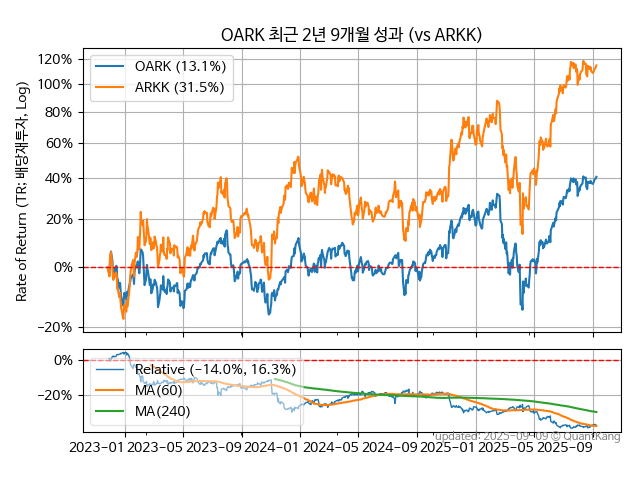 OARK 최근 2년 9개월 성과 (vs ARKK)
Rate of Return (TR; 배당재투자, Log)
120%
100%
80%
60%
40%
20%
0%
−20%
OARK (13.1%)
ARKK (31.5%)
0%
−20%
Relative (−14.0%, 16.3%)
MA(60)
MA(240)
2023−01 2023−05 2023−09 2024−01 2024−05 2024−09 2025−01 2025−05 2025−09
updated: 2025−09−09 © QuantKang